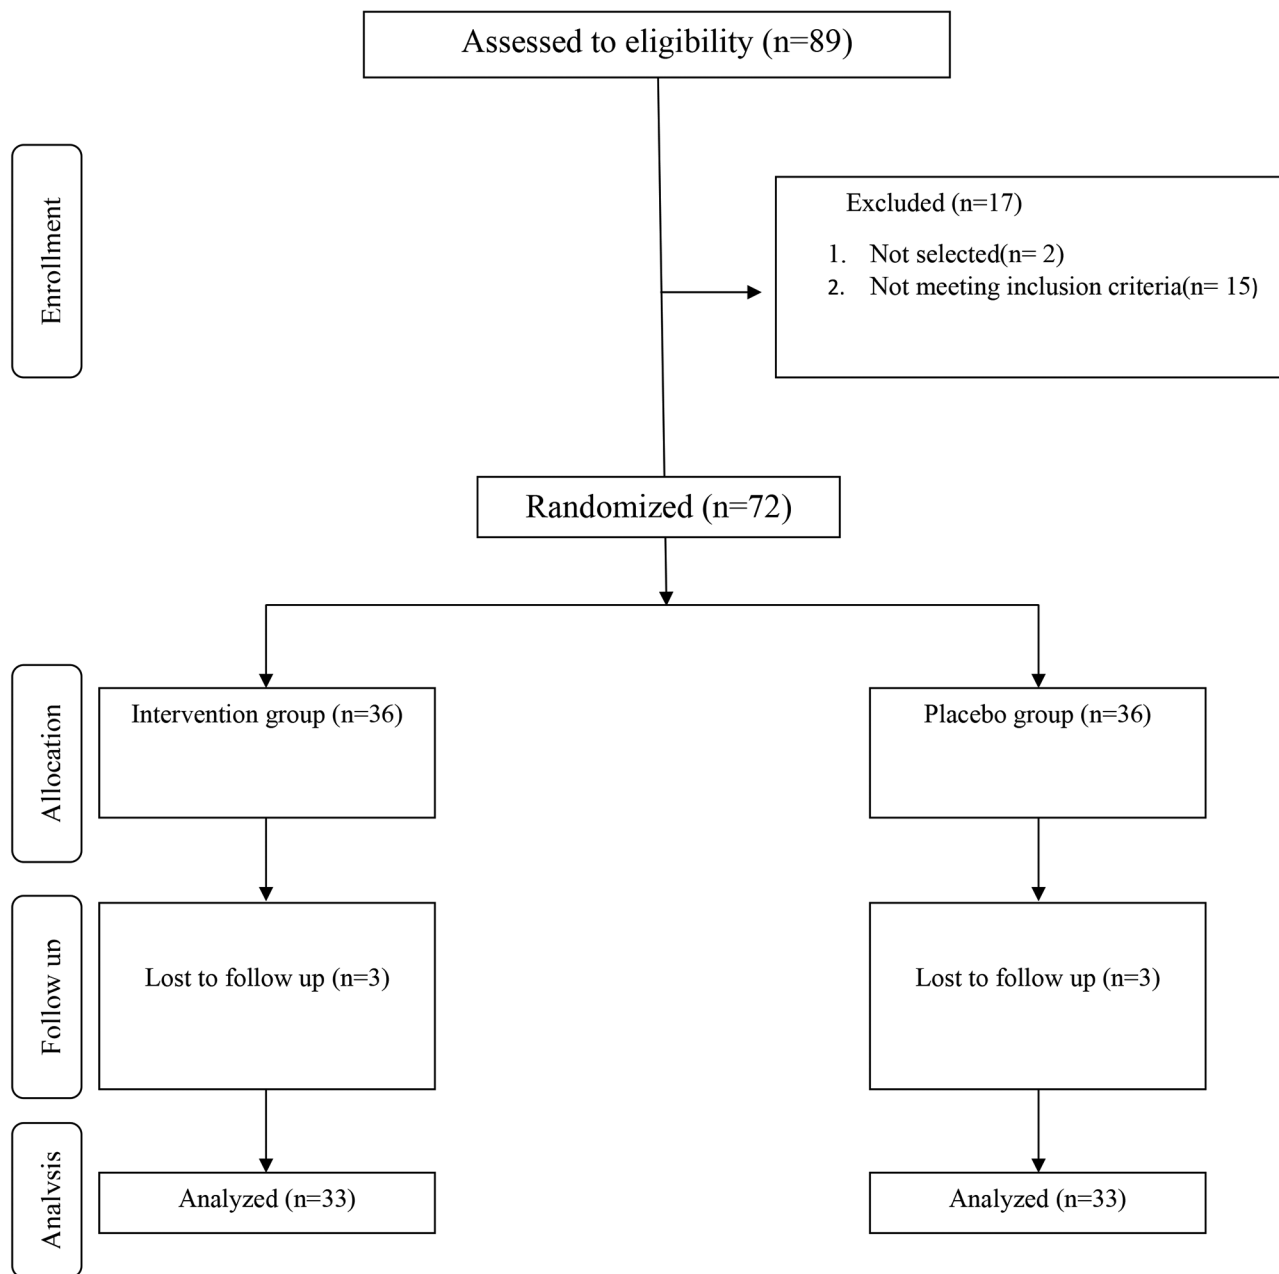 Assessed to eligibility (n=89)
Enrollment
Excluded (n=17)
1. Not selected(n= 2)
2. Not meeting inclusion criteria(n= 15)
Randomized (n=72)
Allocation
Intervention group (n=36)
Placebo group (n=36)
Follow up
Lost to follow up (n=3)
Lost to follow up (n=3)
Analysis
Analyzed (n=33)
Analyzed (n=33)